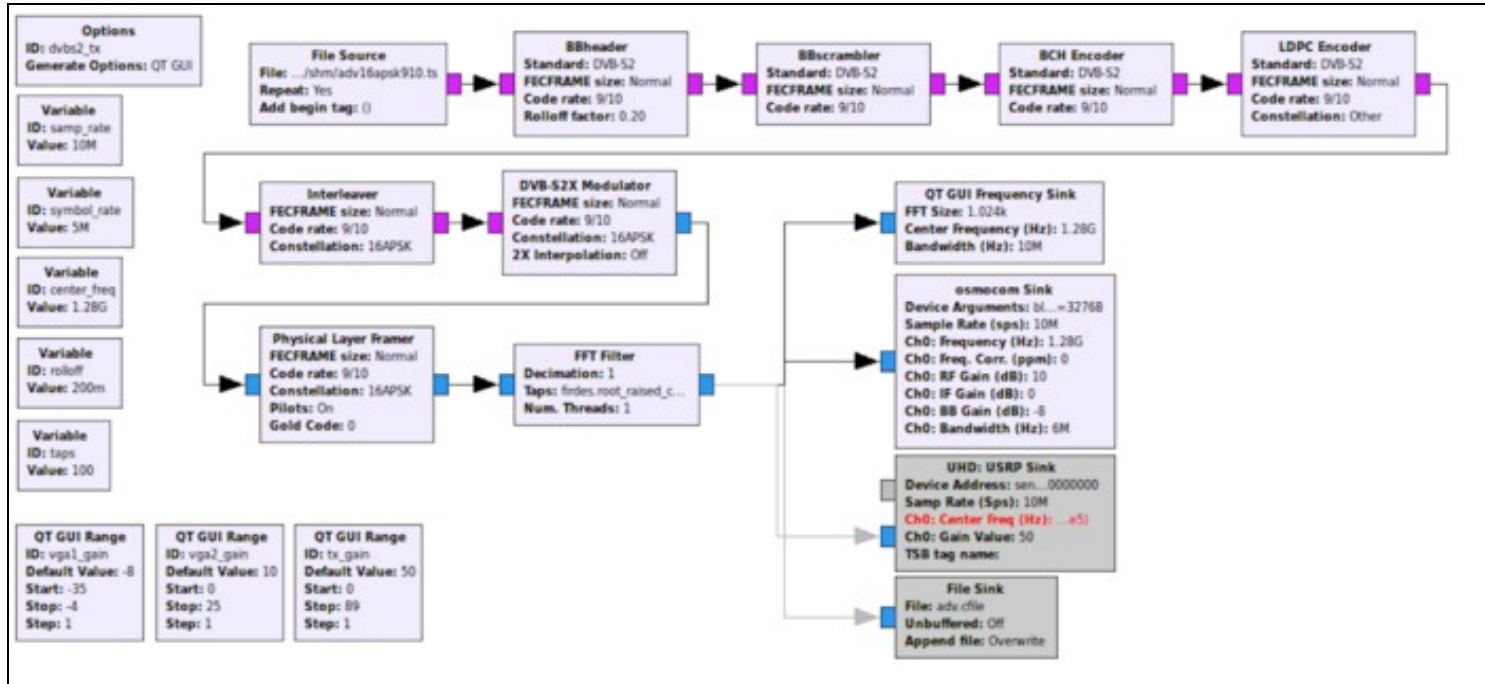 Options
ID: dvbs2_tx
Generate Options: QT GUI
Variable
ID: samp_rate
Value: 10M
Variable
ID: symbol_rate
Value: 5M
Variable
ID: center_freq
Value: 1.28G
Variable
ID: rolloff
Value: 200m
Variable
ID: taps
Value: 100
File Source
File: .../shm/adv16apsk910.ts
Repeat: Yes
Add begin tag: ()
BBheader
Standard: DVB-S2
FECFRAME size: Normal
Code rate: 9/10
Rolloff factor: 0.20
BBscrambler
Standard: DVB-S2
FECFRAME size: Normal
Code rate: 9/10
BCH Encoder
Standard: DVB-S2
FECFRAME size: Normal
Code rate: 9/10
LDPC Encoder
Standard: DVB-S2
FECFRAME size: Normal
Code rate: 9/10
Constellation: Other
Interleaver
FECFRAME size: Normal
Code rate: 9/10
Constellation: 16APSK
DVB-S2X Modulator
FECFRAME size: Normal
Code rate: 9/10
Constellation: 16APSK
2X Interpolation: Off
Physical Layer Framer
FECFRAME size: Normal
Code rate: 9/10
Constellation: 16APSK
Pilots: On
Gold Code: 0
FFT Filter
Decimation: 1
Taps: firdes.root_raised_c...
Num. Threads: 1
QT GUI Frequency Sink
FFT Size: 1.024k
Center Frequency (Hz): 1.28G
Bandwidth (Hz): 10M
osmocom Sink
Device Arguments: bl...=32768
Sample Rate (sps): 10M
Ch0: Frequency (Hz): 1.28G
Ch0: Freq. Corr. (ppm): 0
Ch0: RF Gain (dB): 10
Ch0: IF Gain (dB): 0
Ch0: BB Gain (dB): -8
Ch0: Bandwidth (Hz): 6M
UHD: USRP Sink
Device Address: sen...0000000
Samp Rate (Sps): 10M
Ch0: Center Freq (Hz): ...e5)
Ch0: Gain Value: 50
TSB tag name:
File Sink
File: adv.cfile
Unbuffered: Off
Append file: Overwrite
QT GUI Range
ID: vga1_gain
Default Value: -8
Start: -35
Stop: -4
Step: 1
QT GUI Range
ID: vga2_gain
Default Value: 10
Start: 0
Stop: 25
Step: 1
QT GUI Range
ID: tx_gain
Default Value: 50
Start: 0
Stop: 89
Step: 1